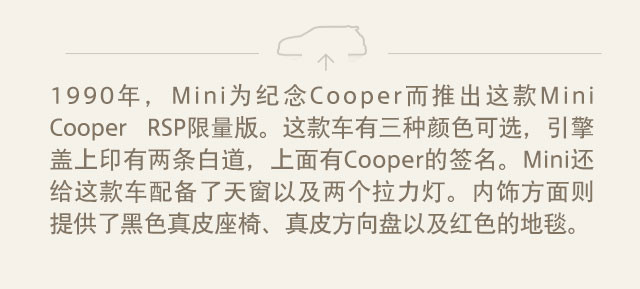 1990年，Mini为纪念Cooper而推出这款Mini
Cooper RSP限量版。这款车有三种颜色可选，引擎
盖上印有两条白道，上面有Cooper的签名。Mini还
给这款车配备了天窗以及两个拉力灯。内饰方面则
提供了黑色真皮座椅、真皮方向盘以及红色的地毯。